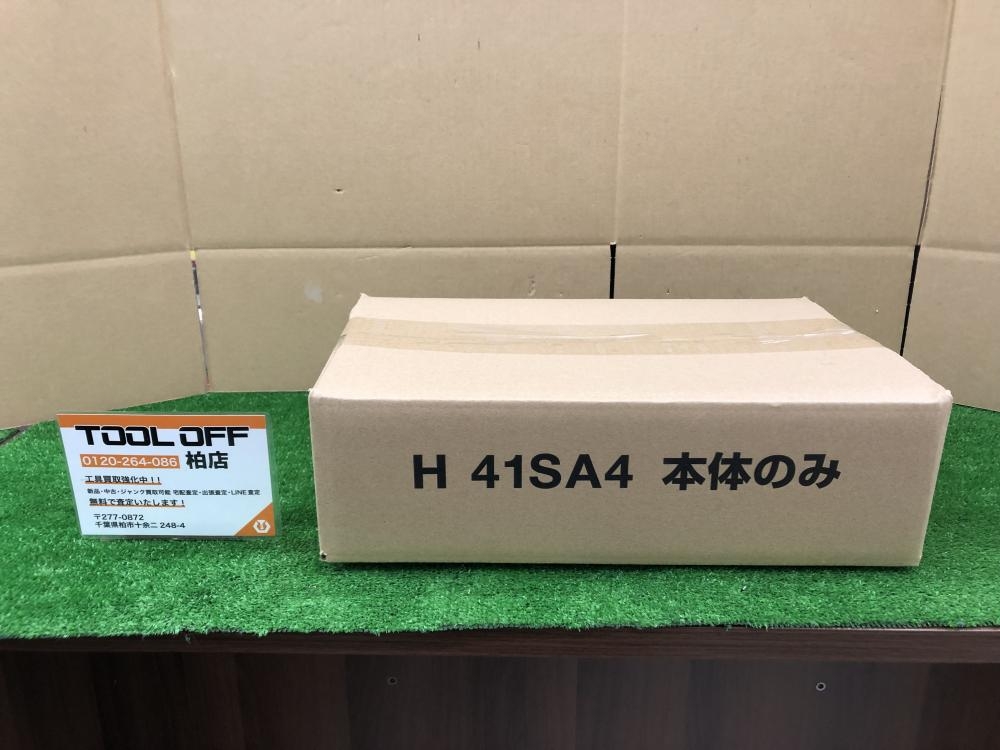 TOOL OFF
0120-264-086 柏店
工具買取強化中！！
新品・中古・ジャンク買取可能 宅配査定・出張査定・LINE査定
無料で査定いたします！
〒277-0872
千葉県柏市十余二 248-4
H 41SA4 本体のみ